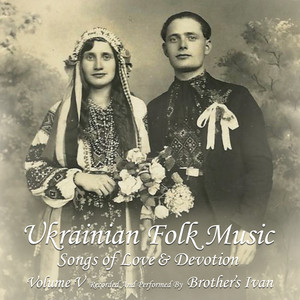 Ukrainian Folk Music
Songs of Love & Devotion
Volume V Recorded And Performed By Brother's Ivan